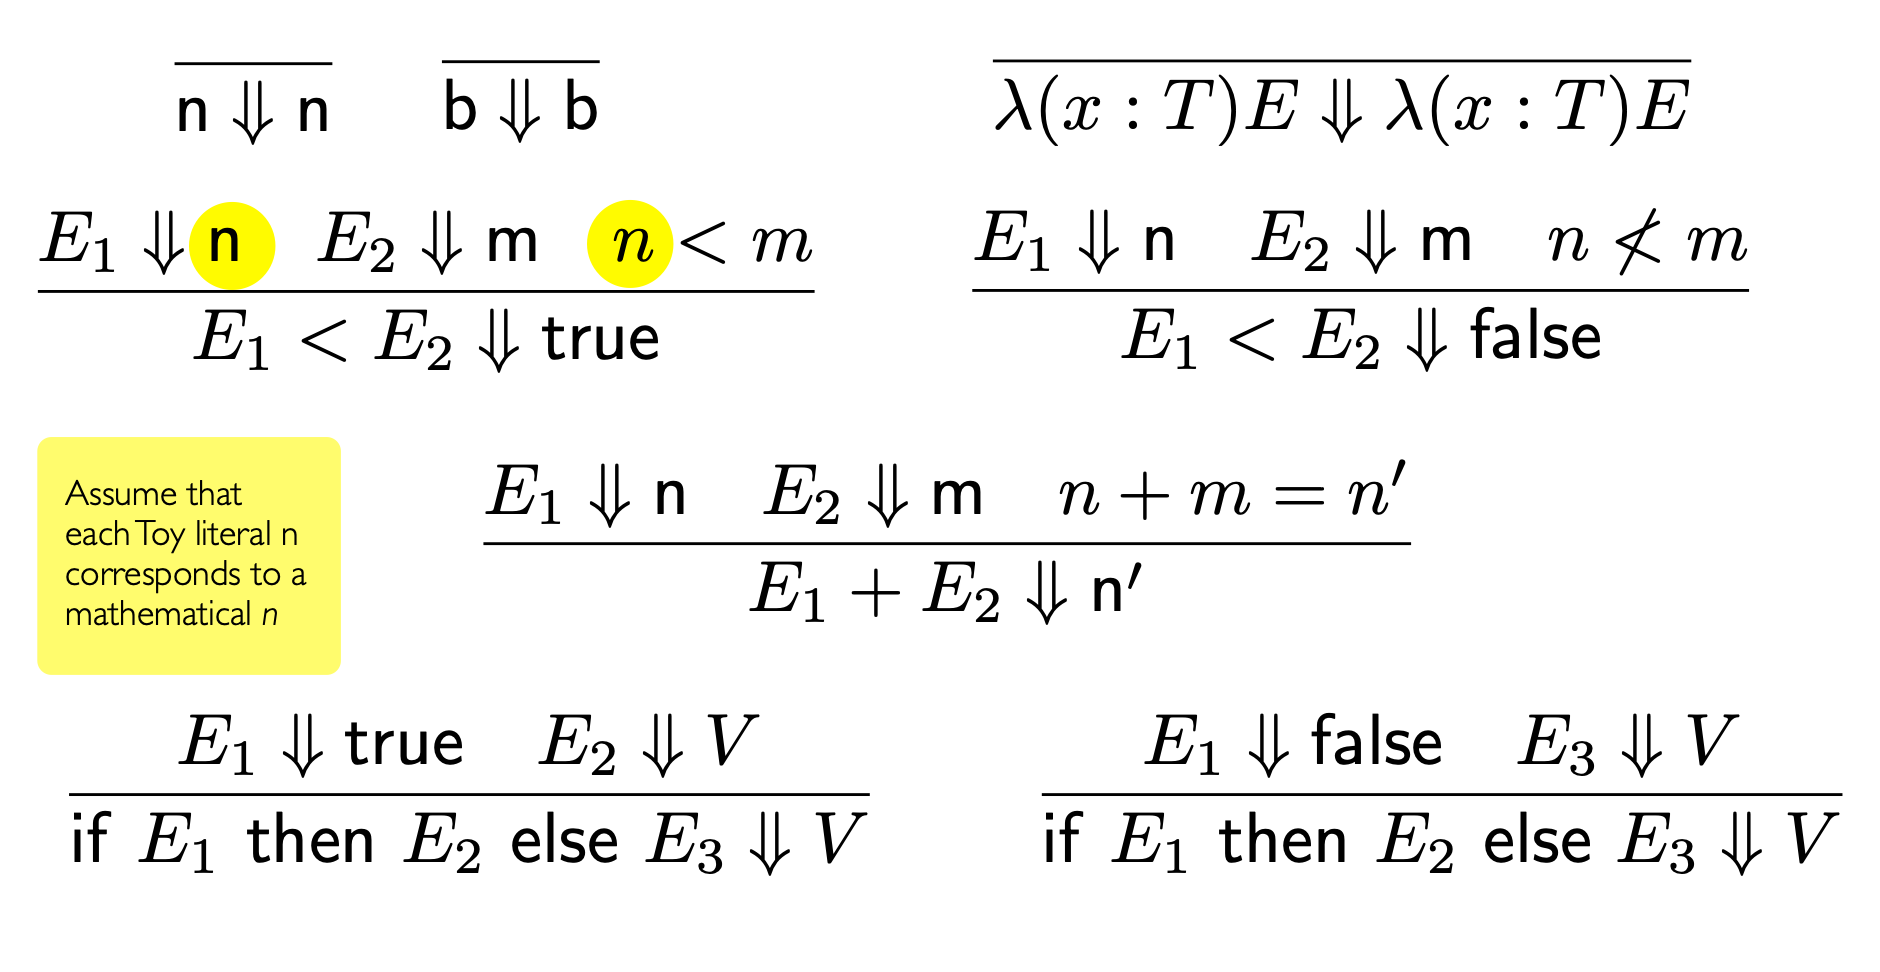 n ⇓ n b ⇓ b λ(x : T)E ⇓ λ(x : T)E
E₁ ⇓ n E₂ ⇓ m n < m E₁ ⇓ n E₂ ⇓ m n ≮ m
E₁ < E₂ ⇓ true E₁ < E₂ ⇓ false
Assume that
each Toy literal n
corresponds to a
mathematical n
E₁ ⇓ n E₂ ⇓ m n + m = n′
E₁ + E₂ ⇓ n′
E₁ ⇓ true E₂ ⇓ V E₁ ⇓ false E₃ ⇓ V
if E₁ then E₂ else E₃ ⇓ V if E₁ then E₂ else E₃ ⇓ V